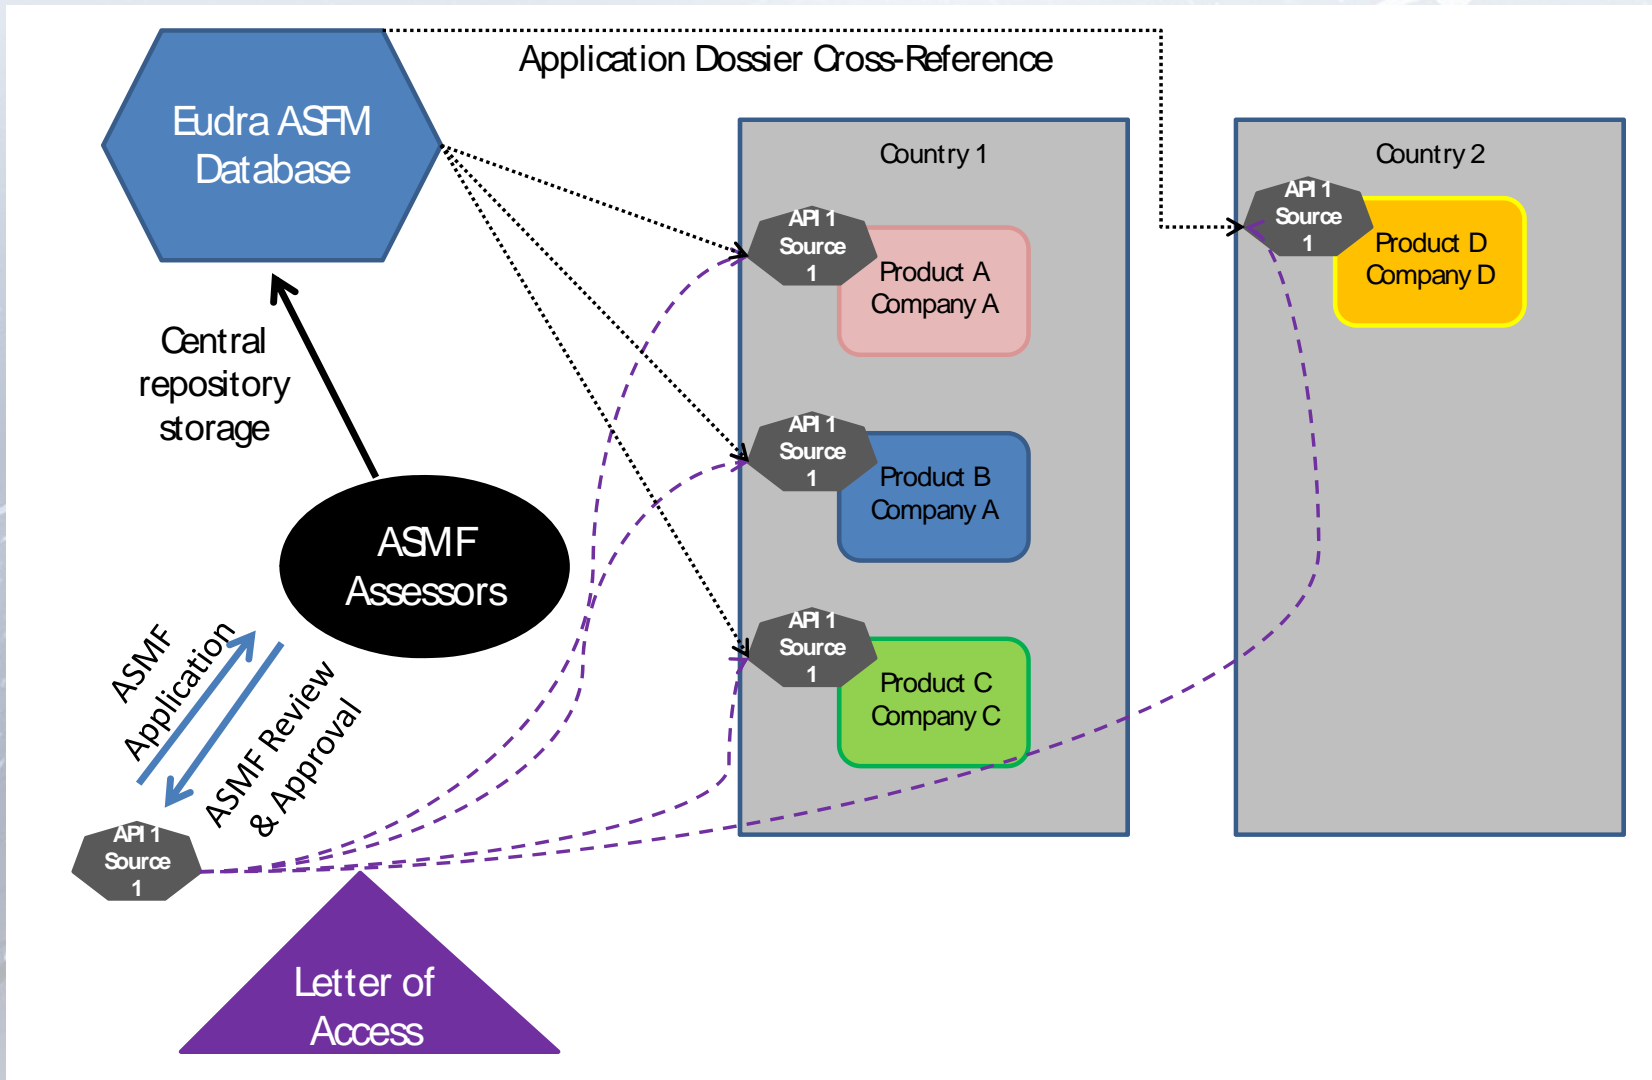 Application Dossier Cross-Reference
Eudra ASFM
Database
Central
repository
storage
ASMF
Assessors
ASMF
Application
ASMF Review
& Approval
API 1
Source
1
Letter of
Access
Country 1
API 1
Source
1
Product A
Company A
API 1
Source
1
Product B
Company A
API 1
Source
1
Product C
Company C
Country 2
API 1
Source
1
Product D
Company D